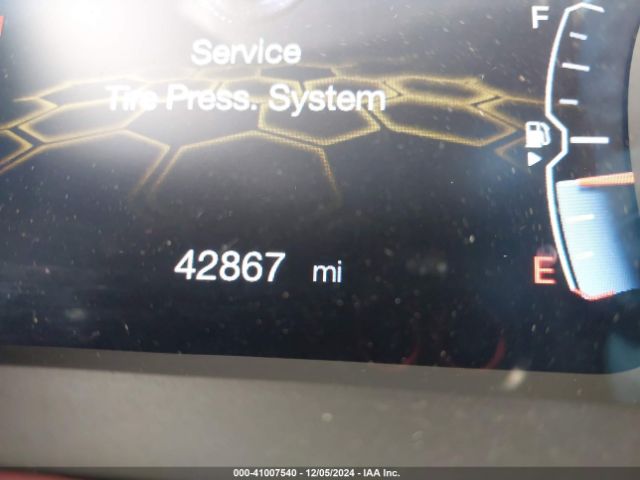 F
Service
Tire Press. System
42867 mi
E
000-41007540 - 12/05/2024 - IAA Inc.